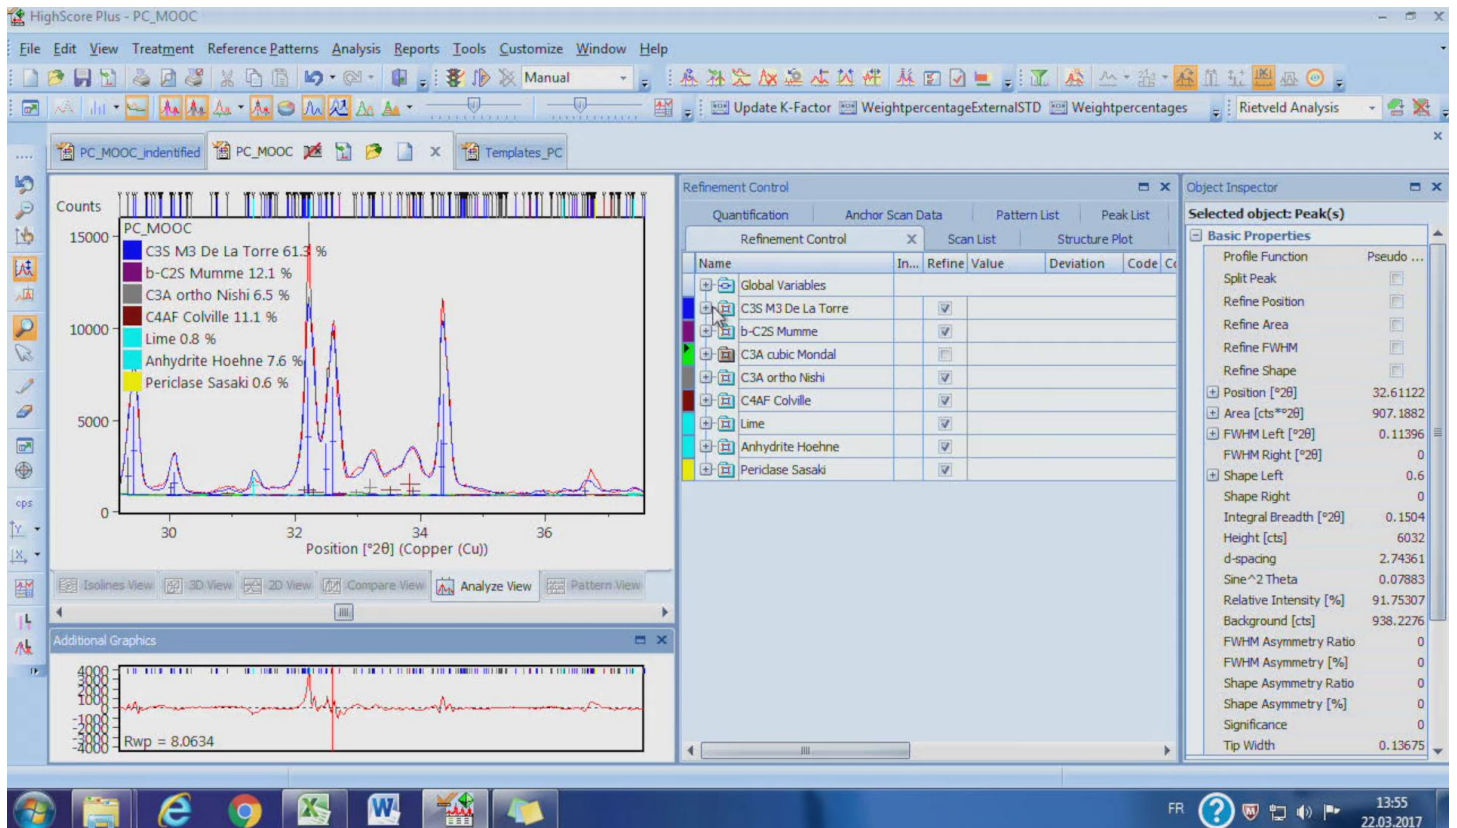 HighScore Plus - PC_MOOC
File Edit View Treatment Reference Patterns Analysis Reports Tools Customize Window Help
Manual
Update K-Factor WeightpercentageExternalSTD Weightpercentages Rietveld Analysis
PC_MOOC_indentified PC_MOOC Templates_PC
Counts
15000
10000
5000
0
PC_MOOC
C3S M3 De La Torre 61.3 %
b-C2S Mumme 12.1 %
C3A ortho Nishi 6.5 %
C4AF Colville 11.1 %
Lime 0.8 %
Anhydrite Hoehne 7.6 %
Periclase Sasaki 0.6 %
30 32 34 36
Position [°2θ] (Copper (Cu))
Isolines View 3D View 2D View Compare View Analyze View Pattern View
cps
Additional Graphics
4000
3000
2000
1000
0
-1000
-2000
-3000
-4000
Rwp = 8.0634
Refinement Control
Quantification Anchor Scan Data Pattern List Peak List
Refinement Control X Scan List Structure Plot
Name In... Refine Value Deviation Code
Global Variables
C3S M3 De La Torre
b-C2S Mumme
C3A cubic Mondal
C3A ortho Nishi
C4AF Colville
Lime
Anhydrite Hoehne
Periclase Sasaki
Object Inspector
Selected object: Peak(s)
Basic Properties
Profile Function Pseudo ...
Split Peak
Refine Position
Refine Area
Refine FWHM
Refine Shape
Position [°2θ] 32.61122
Area [cts*°2θ] 907.1882
FWHM Left [°2θ] 0.11396
FWHM Right [°2θ] 0
Shape Left 0.6
Shape Right 0
Integral Breadth [°2θ] 0.1504
Height [cts] 6032
d-spacing 2.74361
Sine^2 Theta 0.07883
Relative Intensity [%] 91.75307
Background [cts] 938.2276
FWHM Asymmetry Ratio 0
FWHM Asymmetry [%] 0
Shape Asymmetry Ratio 0
Shape Asymmetry [%] 0
Significance 0
Tip Width 0.13675
FR
13:55
22.03.2017